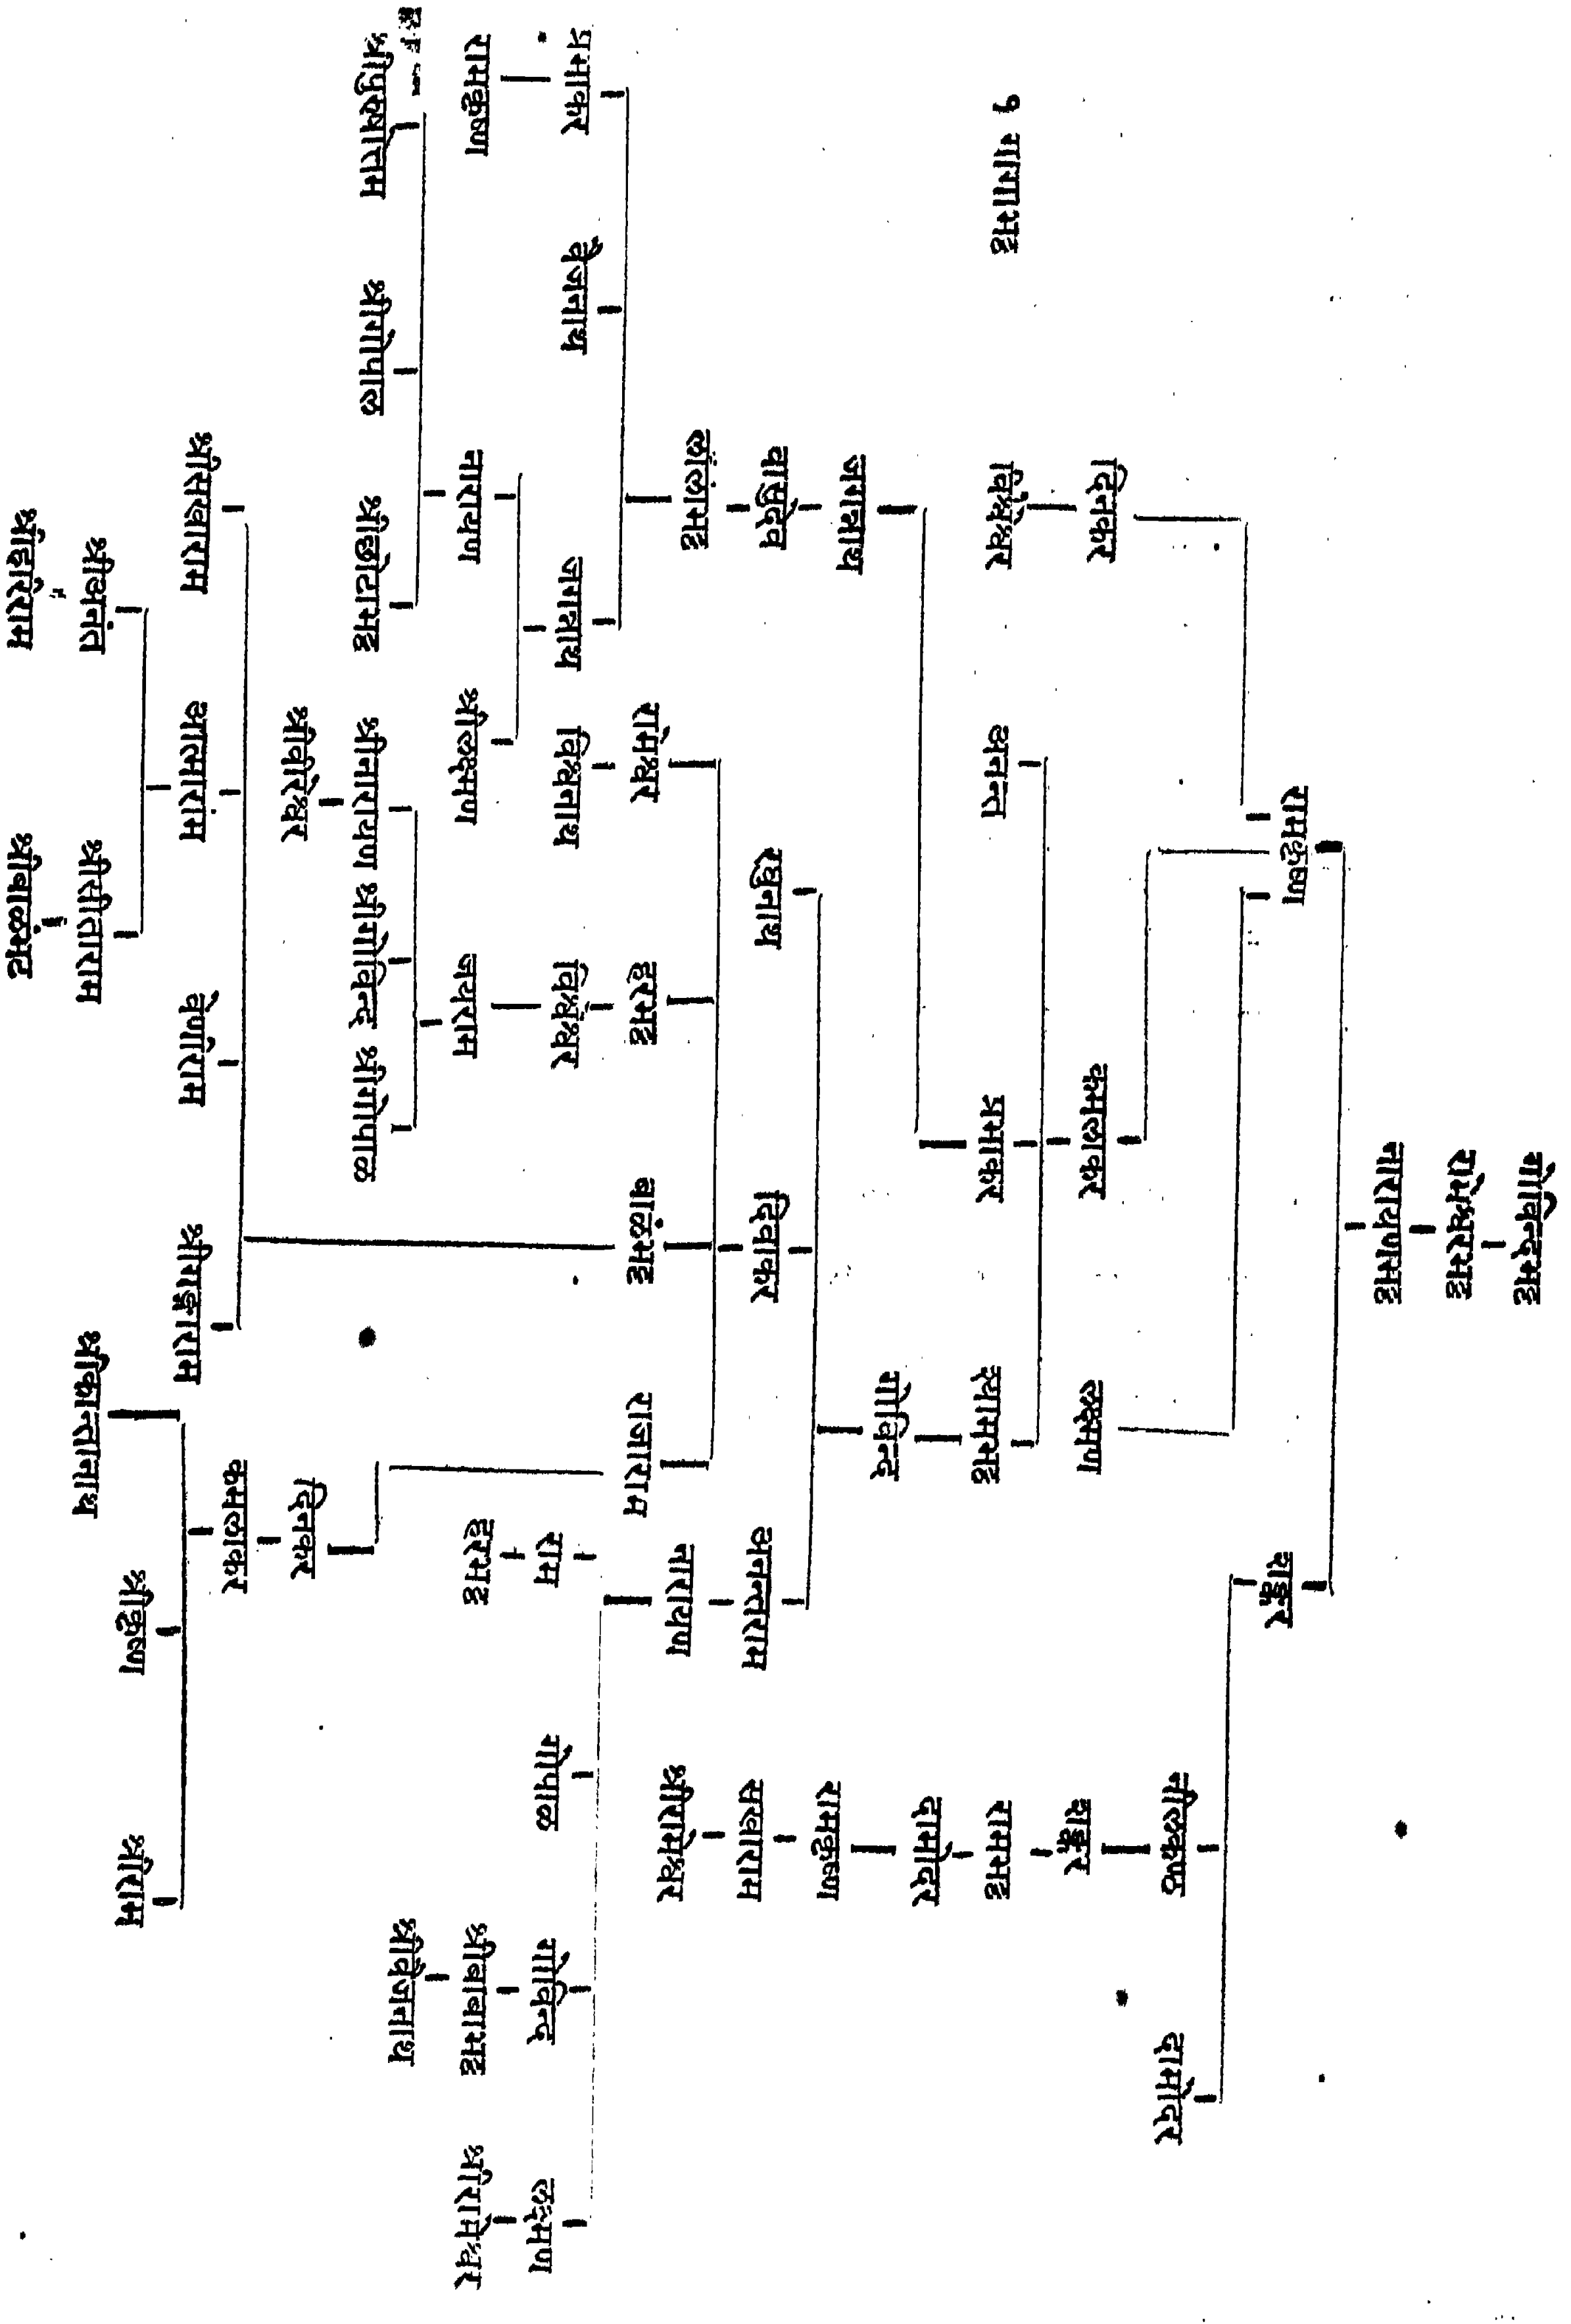 गोविन्दभट्ट
रामेश्वरभट्ट
नारायणभट्ट
रामकृष्ण
शङ्कर
दिनकर
कमलाकर
लक्ष्मण
नीलकण्ठ
दामोदर
१ गागाभट्ट
विश्वेश्वर
अनन्त
प्रभाकर
श्यामभट्ट
शङ्कर
रामभट्ट
जगन्नाथ
गोविन्द
दामोदर
वासुदेव
रघुनाथ
दिवाकर
अनन्तराम
रामकृष्ण
लोलाभट्ट
सखाराम
रामेश्वर
हरभट्ट
बाळंभट्ट
राजाराम
नारायण
श्रीरामेश्वर
प्रभाकर
वैजनाथ
जगन्नाथ
विश्वनाथ
विश्वेश्वर
राम
गोपाळ
गोविन्द
लक्ष्मण
रामकृष्ण
नारायण
श्रीलक्ष्मण
जयराम
हरभट्ट
श्रीबाबाभट्ट
श्रीरामेश्वर
श्रीपुरुषोत्तम
श्रीगोपाल
श्रीछोटाभट्ट
श्रीनारायण
श्रीगोविन्द
श्रीगोपाळ
श्रीवैजनाथ
श्रीवीरेश्वर
दिनकर
श्रीसखाराम
आत्माराम
वेणीराम
श्रीगङ्गाराम
कमलाकर
श्रीअनंत
श्रीसीताराम
श्रीकान्तानाथ
श्रीकृष्ण
श्रीराम
श्रीहरिराम
श्रीबाळंभट